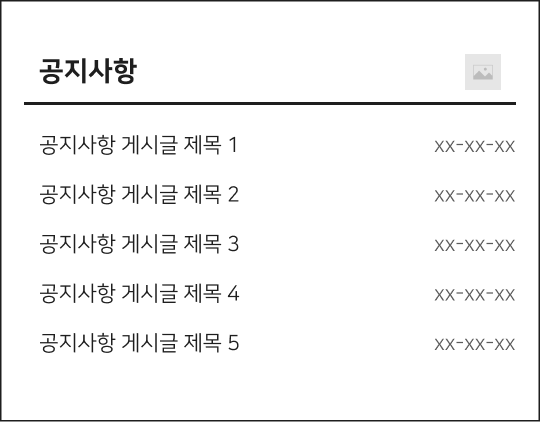 공지사항
공지사항 게시글 제목 1 xx-xx-xx
공지사항 게시글 제목 2 xx-xx-xx
공지사항 게시글 제목 3 xx-xx-xx
공지사항 게시글 제목 4 xx-xx-xx
공지사항 게시글 제목 5 xx-xx-xx